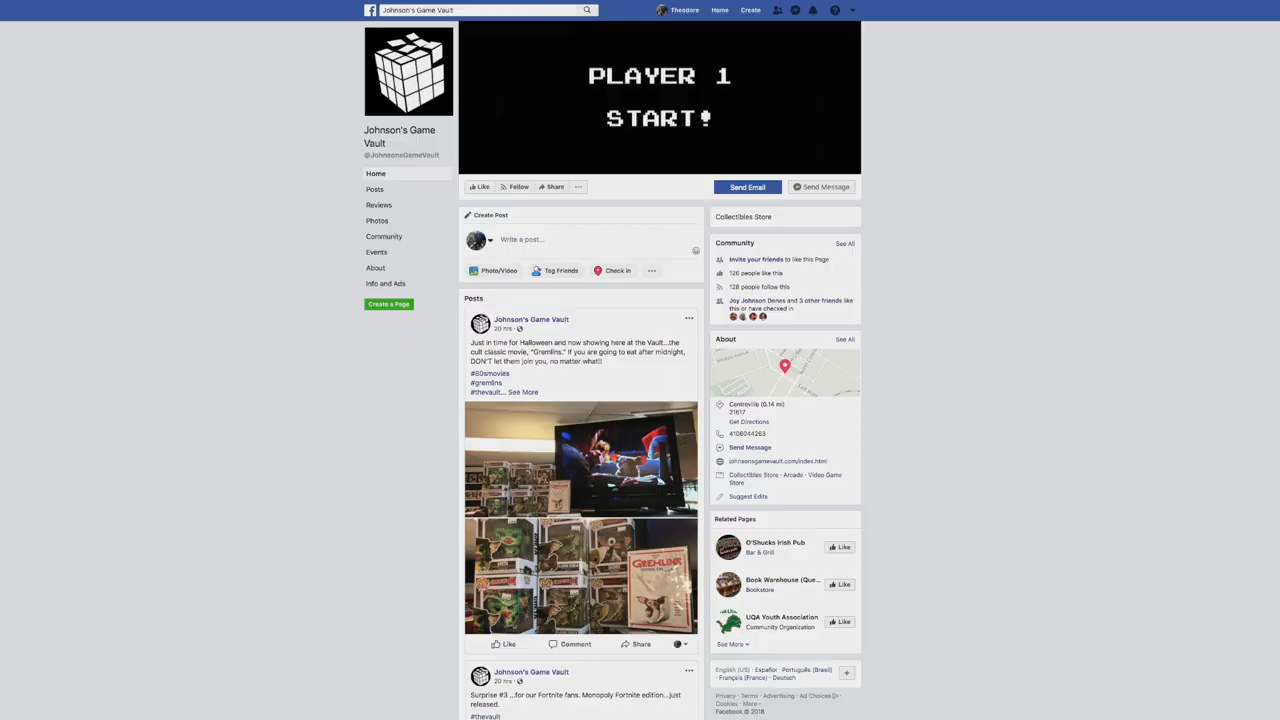 Johnson's Game Vault
Theodore
Home
Create
PLAYER 1
START!
Johnson's Game
Vault
@JohnsonsGameVault
Home
Posts
Reviews
Photos
Community
Events
About
Info and Ads
Create a Page
Like
Follow
Share
Send Email
Send Message
Create Post
Write a post...
Photo/Video
Tag Friends
Check in
Posts
Johnson's Game Vault
20 hrs ·
Just in time for Halloween and now showing here at the Vault...the
cult classic movie, "Gremlins." If you are going to eat after midnight,
DON'T let them join you, no matter what!!
#80smovies
#gremlins
#thevault... See More
GREMLINS
Like
Comment
Share
Johnson's Game Vault
20 hrs ·
Surprise #3 ...for our Fortnite fans. Monopoly Fortnite edition...just
released.
#thevault
Collectibles Store
Community
See All
Invite your friends to like this Page
126 people like this
128 people follow this
Joy Johnson Denes and 3 other friends like
this or have checked in
About
See All
Centreville (0.14 mi)
21617
Get Directions
4106044263
Send Message
johnsonsgamevault.com/index.html
Collectibles Store · Arcade · Video Game
Store
Suggest Edits
Related Pages
O'Shucks Irish Pub
Bar & Grill
Like
Book Warehouse (Que...
Bookstore
Like
UQA Youth Association
Community Organization
Like
See More
English (US) · Español · Português (Brasil)
· Français (France) · Deutsch
Privacy · Terms · Advertising · Ad Choices ·
Cookies · More
Facebook © 2018